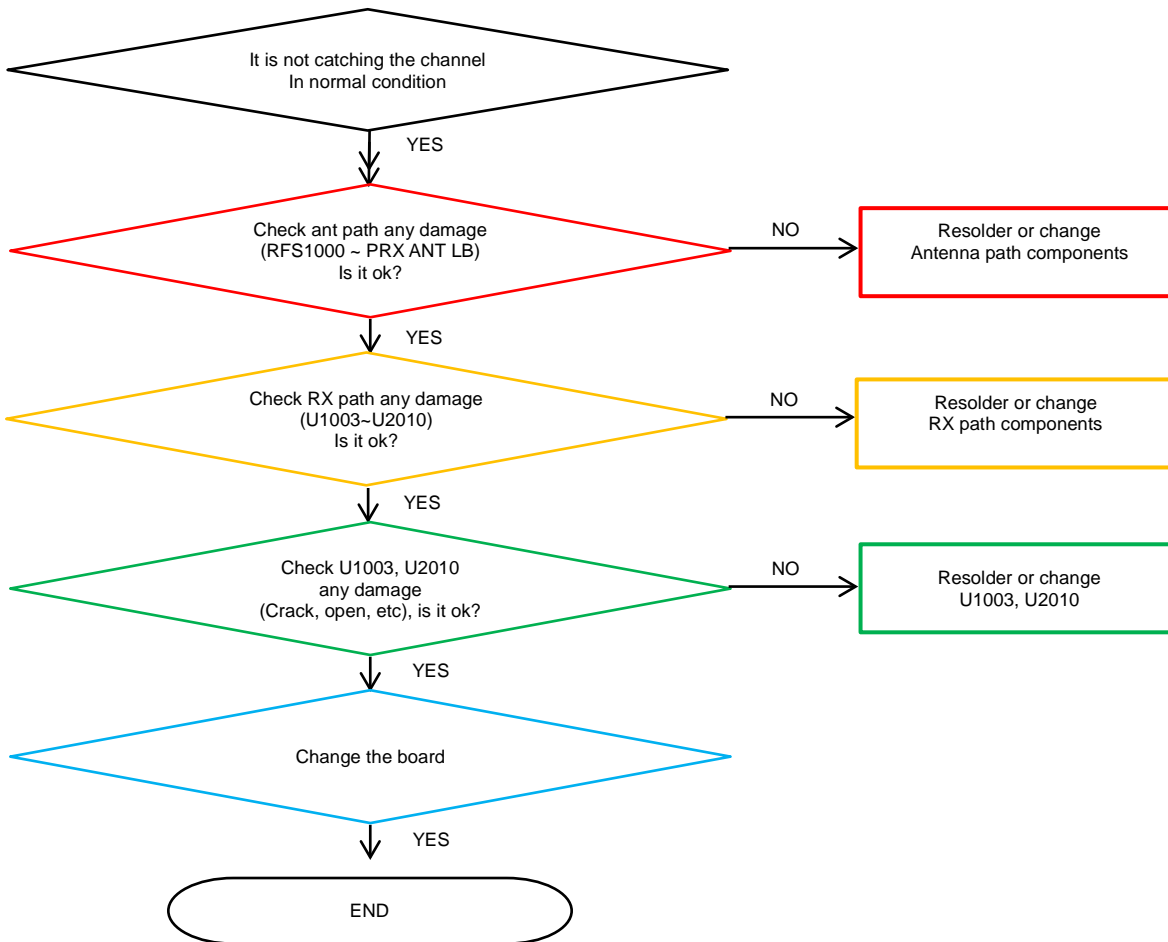 It is not catching the channel
In normal condition
YES
Check ant path any damage
(RFS1000 ~ PRX ANT LB)
Is it ok?
NO
Resolder or change
Antenna path components
YES
Check RX path any damage
(U1003~U2010)
Is it ok?
NO
Resolder or change
RX path components
YES
Check U1003, U2010
any damage
(Crack, open, etc), is it ok?
NO
Resolder or change
U1003, U2010
YES
Change the board
YES
END